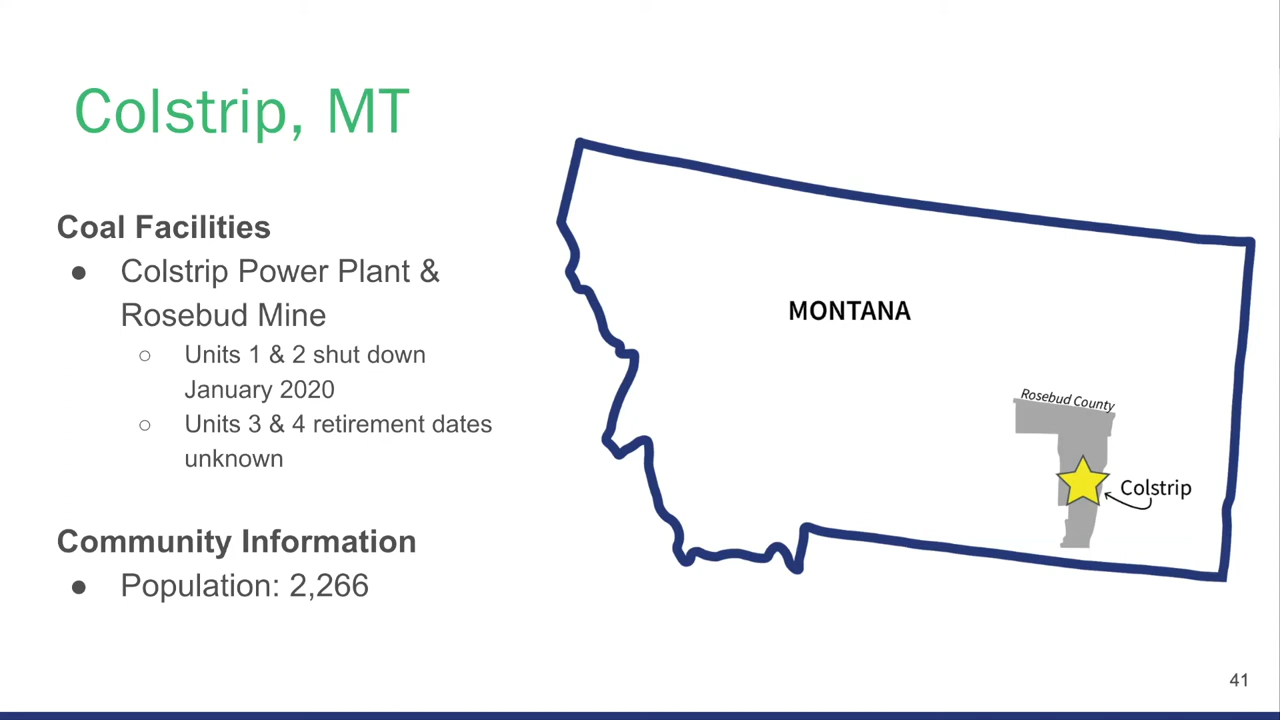 Colstrip, MT
Coal Facilities
● Colstrip Power Plant &
Rosebud Mine
○ Units 1 & 2 shut down
January 2020
○ Units 3 & 4 retirement dates
unknown
Community Information
● Population: 2,266
MONTANA
Rosebud County
Colstrip
41